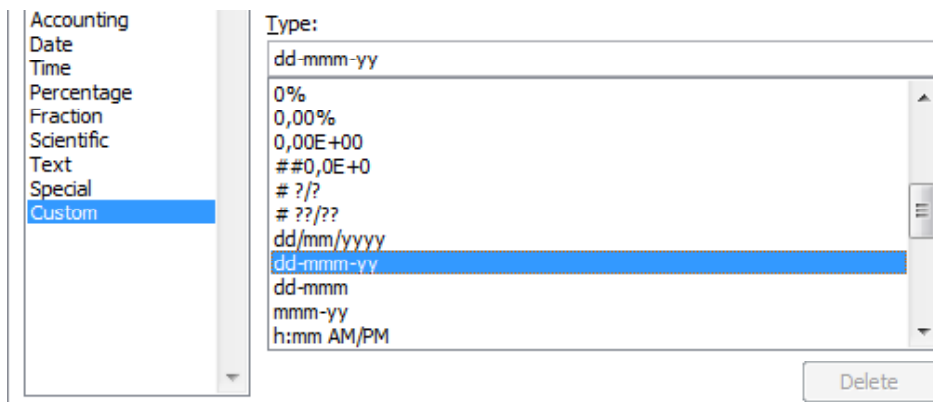 Accounting
Date
Time
Percentage
Fraction
Scientific
Text
Special
Custom
Type:
dd-mmm-yy
0%
0,00%
0,00E+00
##0,0E+0
# ?/?
# ??/??
dd/mm/yyyy
dd-mmm-yy
dd-mmm
mmm-yy
h:mm AM/PM
Delete